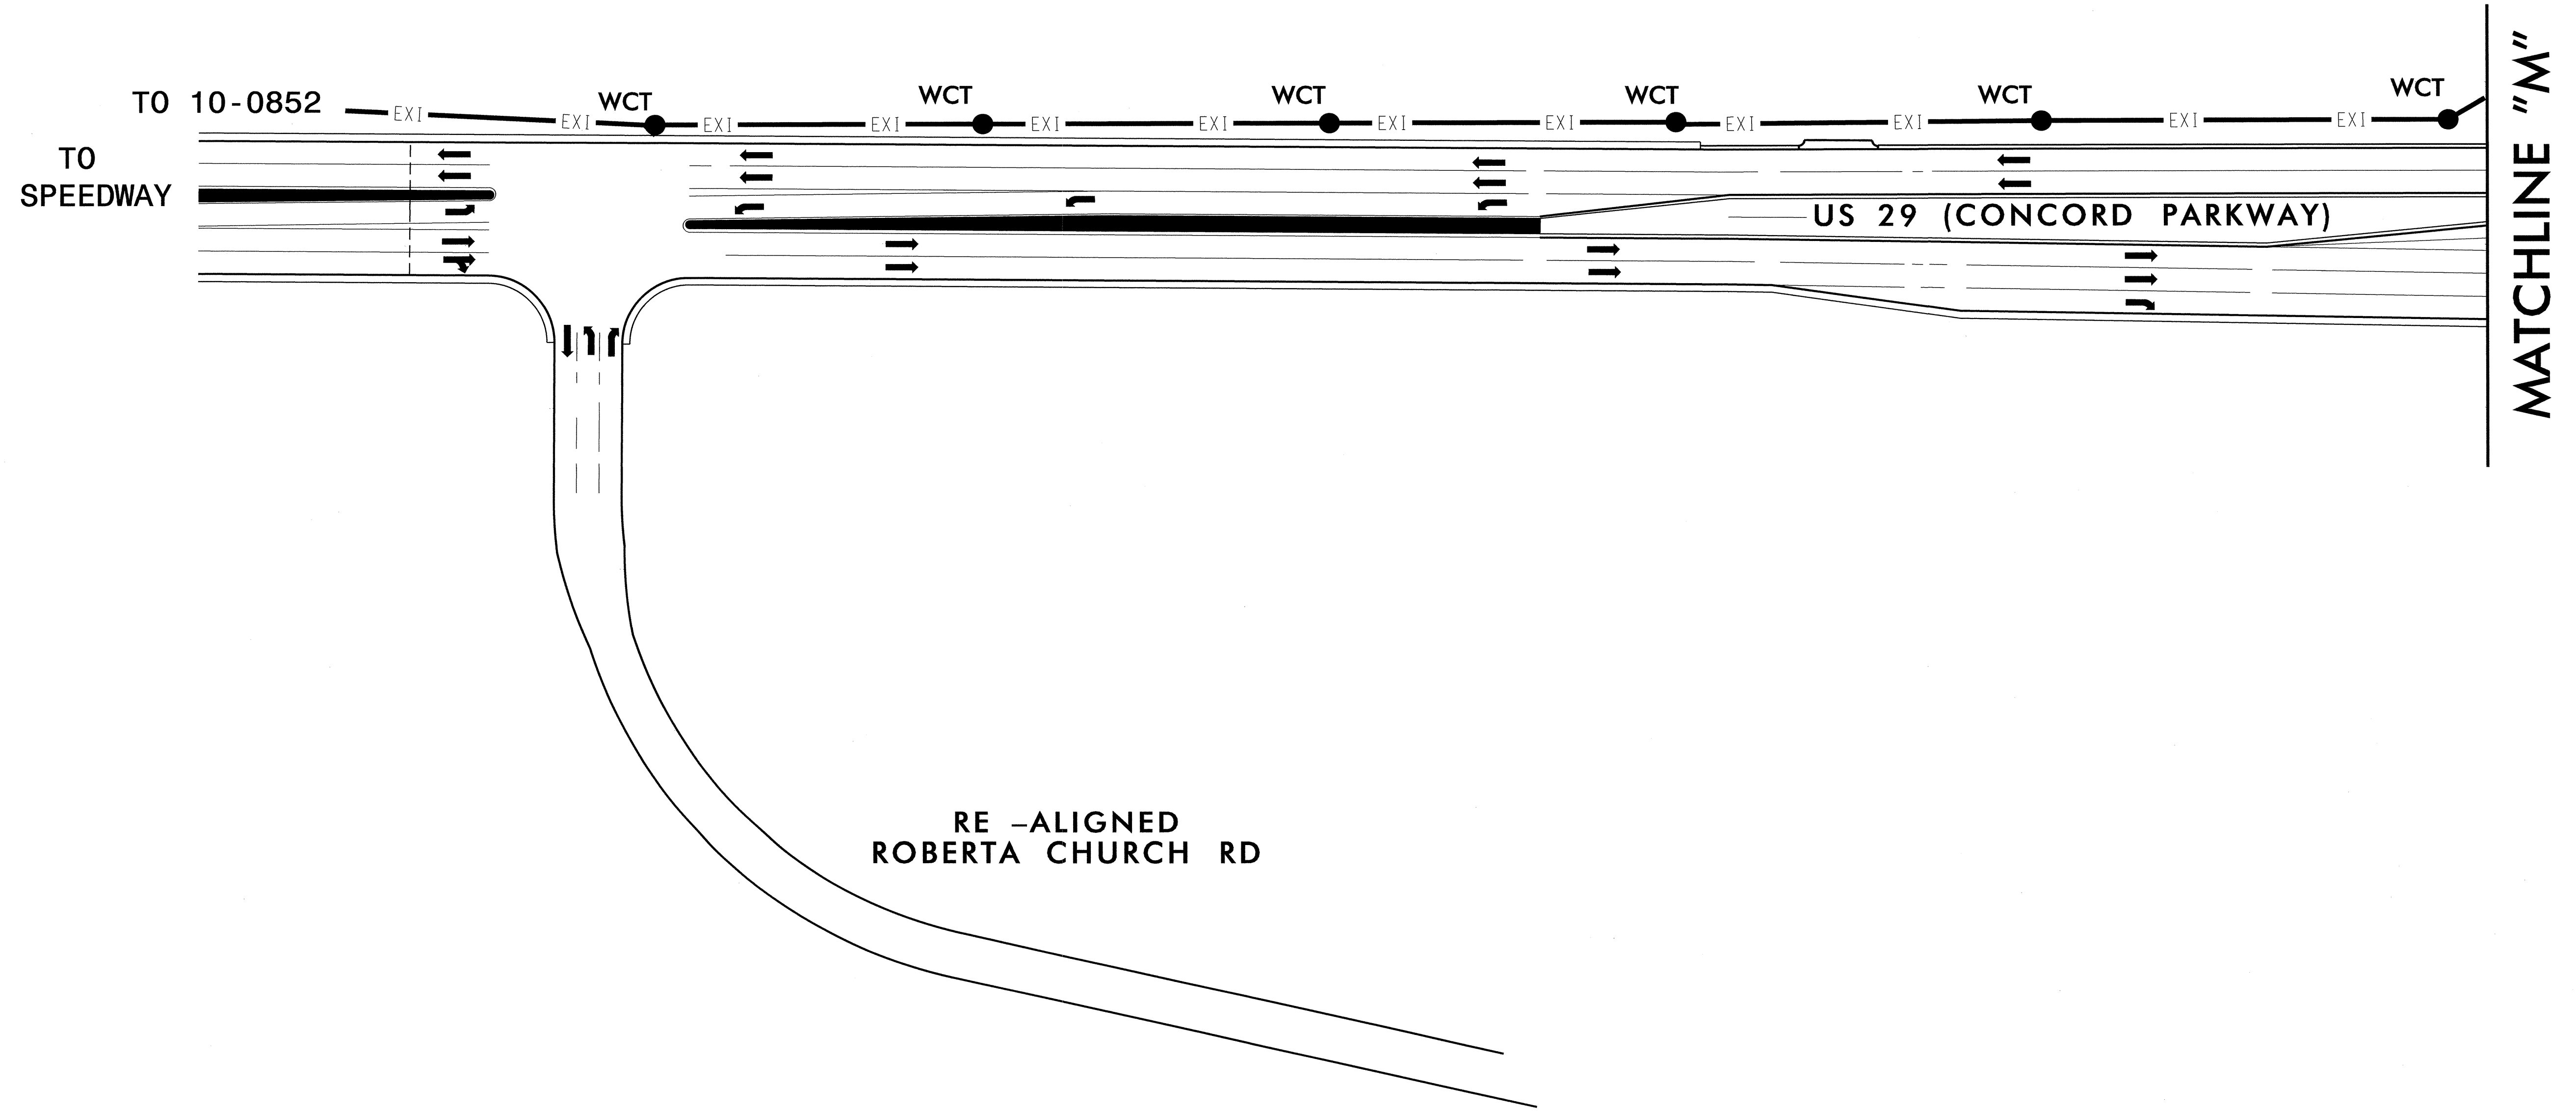 TO 10-0852
EXI EXI WCT EXI EXI WCT EXI EXI WCT EXI EXI WCT EXI EXI WCT EXI EXI WCT
TO
SPEEDWAY
US 29 (CONCORD PARKWAY)
MATCHLINE "M"
RE –ALIGNED
ROBERTA CHURCH RD